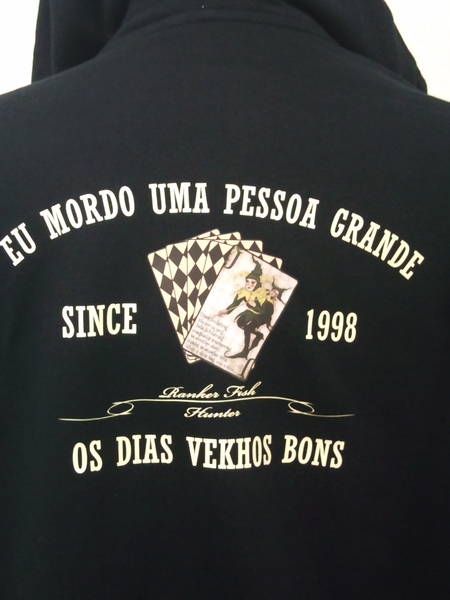 EU MORDO UMA PESSOA GRANDE
SINCE 1998
Ranker Fish
Hunter
OS DIAS VEKHOS BONS